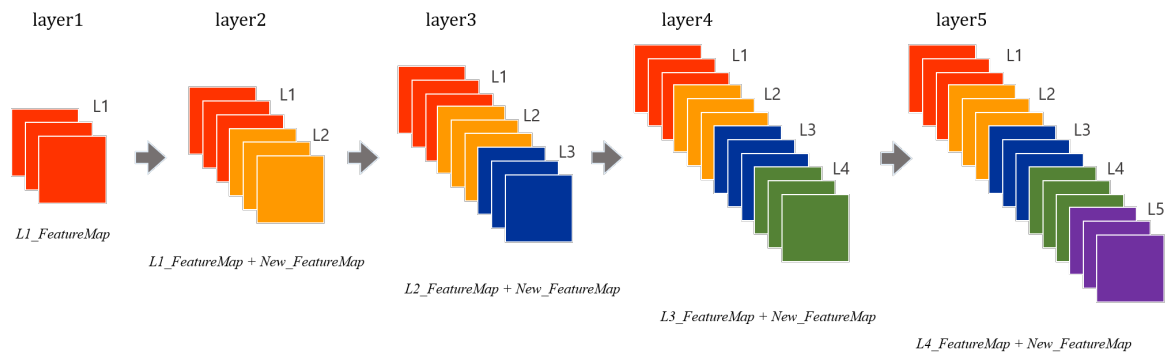 layer1
layer2
layer3
layer4
layer5
L1
L1
L2
L1
L2
L3
L1
L2
L3
L4
L1
L2
L3
L4
L5
L1_FeatureMap
L1_FeatureMap + New_FeatureMap
L2_FeatureMap + New_FeatureMap
L3_FeatureMap + New_FeatureMap
L4_FeatureMap + New_FeatureMap